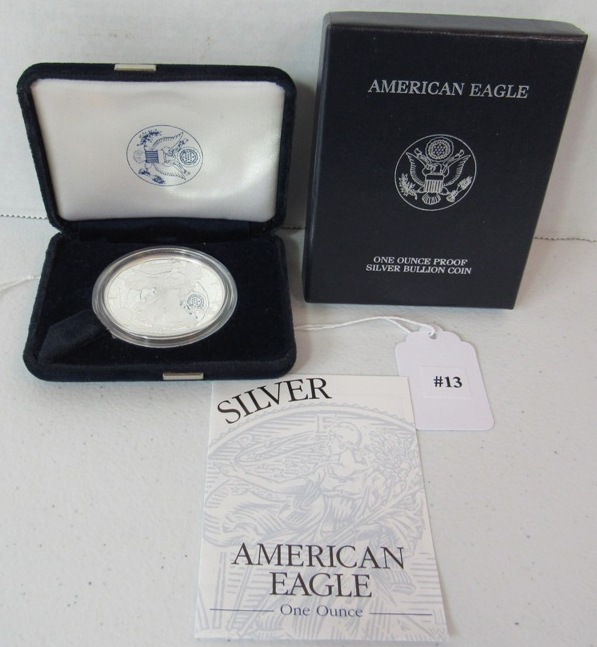 AMERICAN EAGLE
ONE OUNCE PROOF
SILVER BULLION COIN
#13
SILVER
AMERICAN
EAGLE
One Ounce